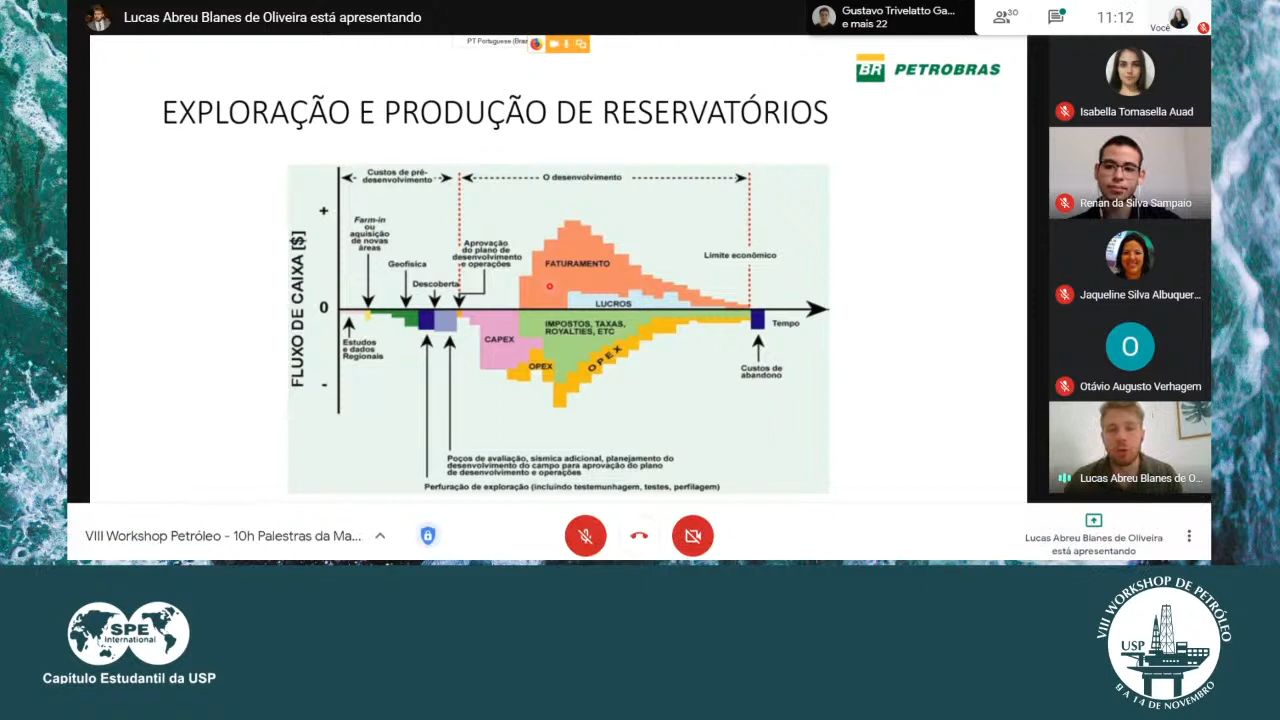 Lucas Abreu Blanes de Oliveira está apresentando
Gustavo Trivelatto Ga...
e mais 22
30
11:12
Você
PT Portuguese (Braz
BR PETROBRAS
EXPLORAÇÃO E PRODUÇÃO DE RESERVATÓRIOS
Custos de pré-
desenvolvimento
O desenvolvimento
+
Farm-in
ou
aquisição
de novas
áreas
Geofísica
Descoberta
Aprovação
do plano de
desenvolvimento
e operações
FATURAMENTO
Limite econômico
LUCROS
FLUXO DE CAIXA [$]
0
-
Tempo
Estudos
e dados
Regionais
CAPEX
IMPOSTOS, TAXAS,
ROYALTIES, ETC
OPEX
OPEX
Custos de
abandono
Poços de avaliação, sísmica adicional, planejamento do
desenvolvimento do campo para aprovação do plano
de desenvolvimento e operações
Perfuração de exploração (incluindo testemunhagem, testes, perfilagem)
Isabella Tomasella Auad
Renan da Silva Sampaio
Jaqueline Silva Albuquer...
O
Otávio Augusto Verhagem
Lucas Abreu Blanes de O...
VIII Workshop Petróleo - 10h Palestras da Ma...
Lucas Abreu Blanes de Oliveira
está apresentando
SPE
International
Capítulo Estudantil da USP
VIII WORKSHOP DE PETRÓLEO
USP
9 A 14 DE NOVEMBRO